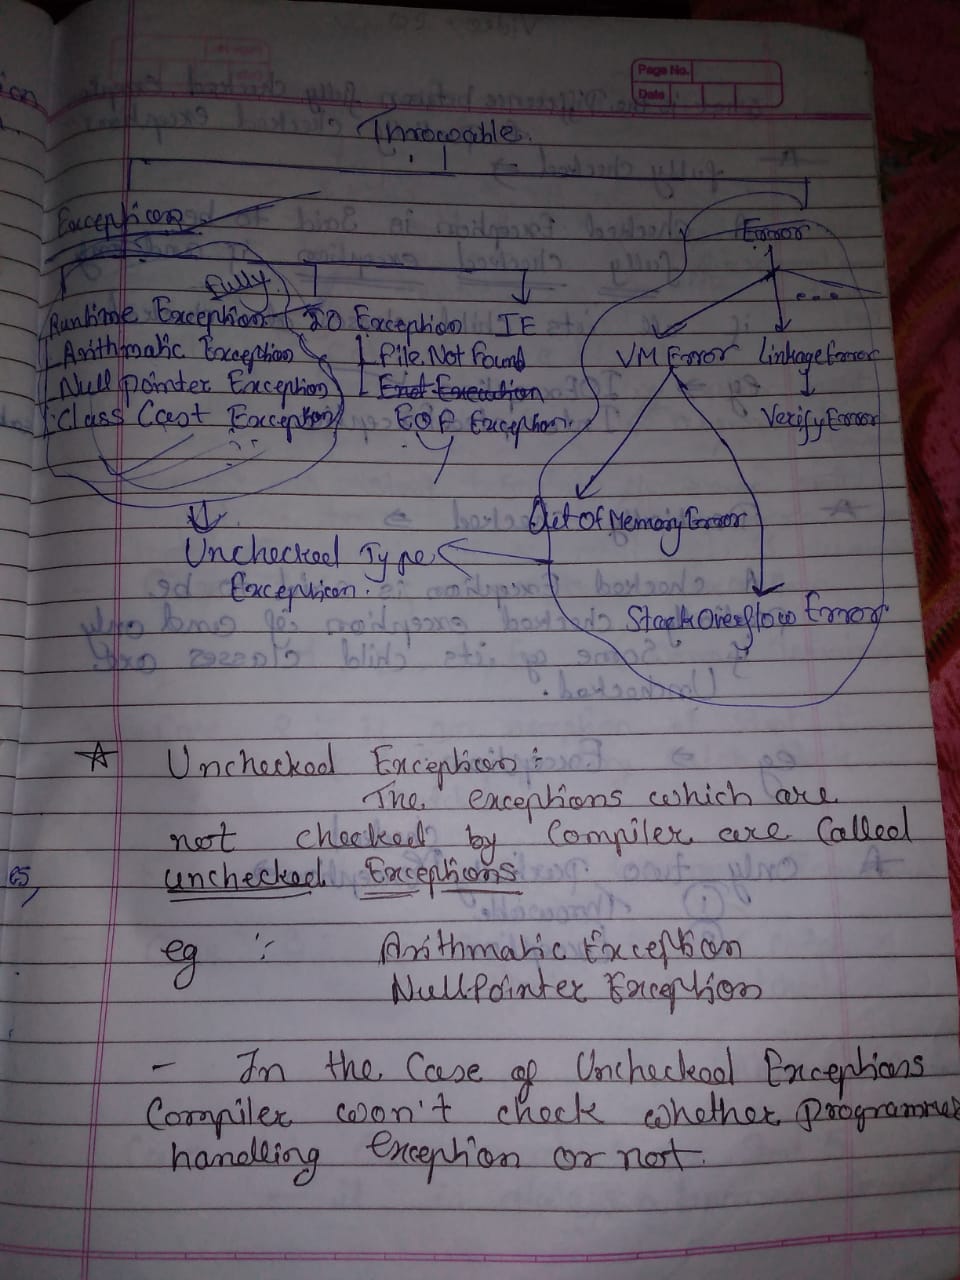 Page No.
Date
Throwable.
Exception
Error
fully
...
Runtime Exception IO Exception IE
Arithmatic Exception File Not Found VM Error Linkage Error
Null pointer Exception End Execution
Class Cast Exception EOF Exception. Verify Error
Out Of Memory Error
Unchecked Type
Exception.
Stack Overflow Error
Unchecked Exception :-
The exceptions which are
not checked by Compiler are Called
unchecked Exceptions.
eg :- Arithmatic Exception
NullPointer Exception
- In the Case of Unchecked Exceptions
Compiler won't check whether programmer
handling exception or not.